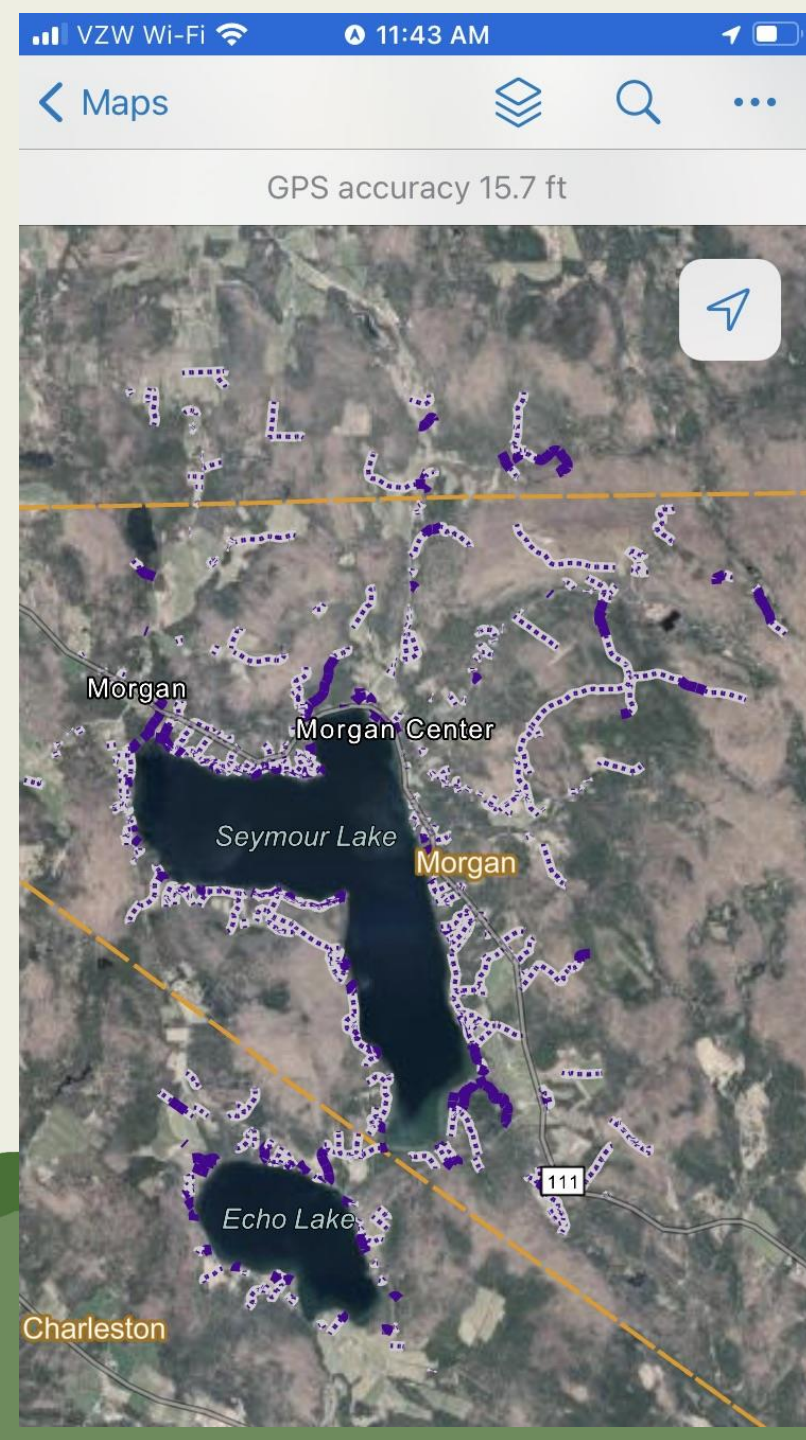 VZW Wi-Fi 11:43 AM
Maps
GPS accuracy 15.7 ft
Morgan
Morgan Center
Seymour Lake
Morgan
111
Echo Lake
Charleston